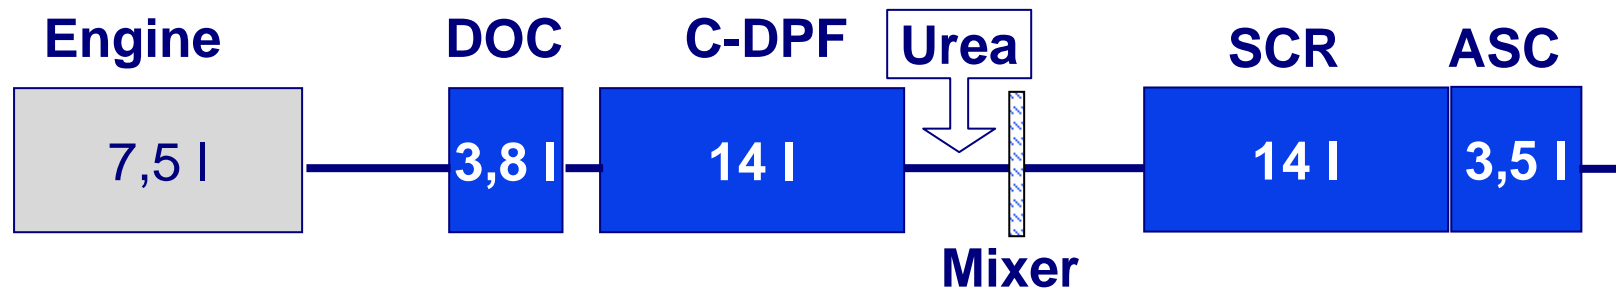 Engine DOC C-DPF Urea SCR ASC
7,5 l 3,8 l 14 l 14 l 3,5 l
Mixer